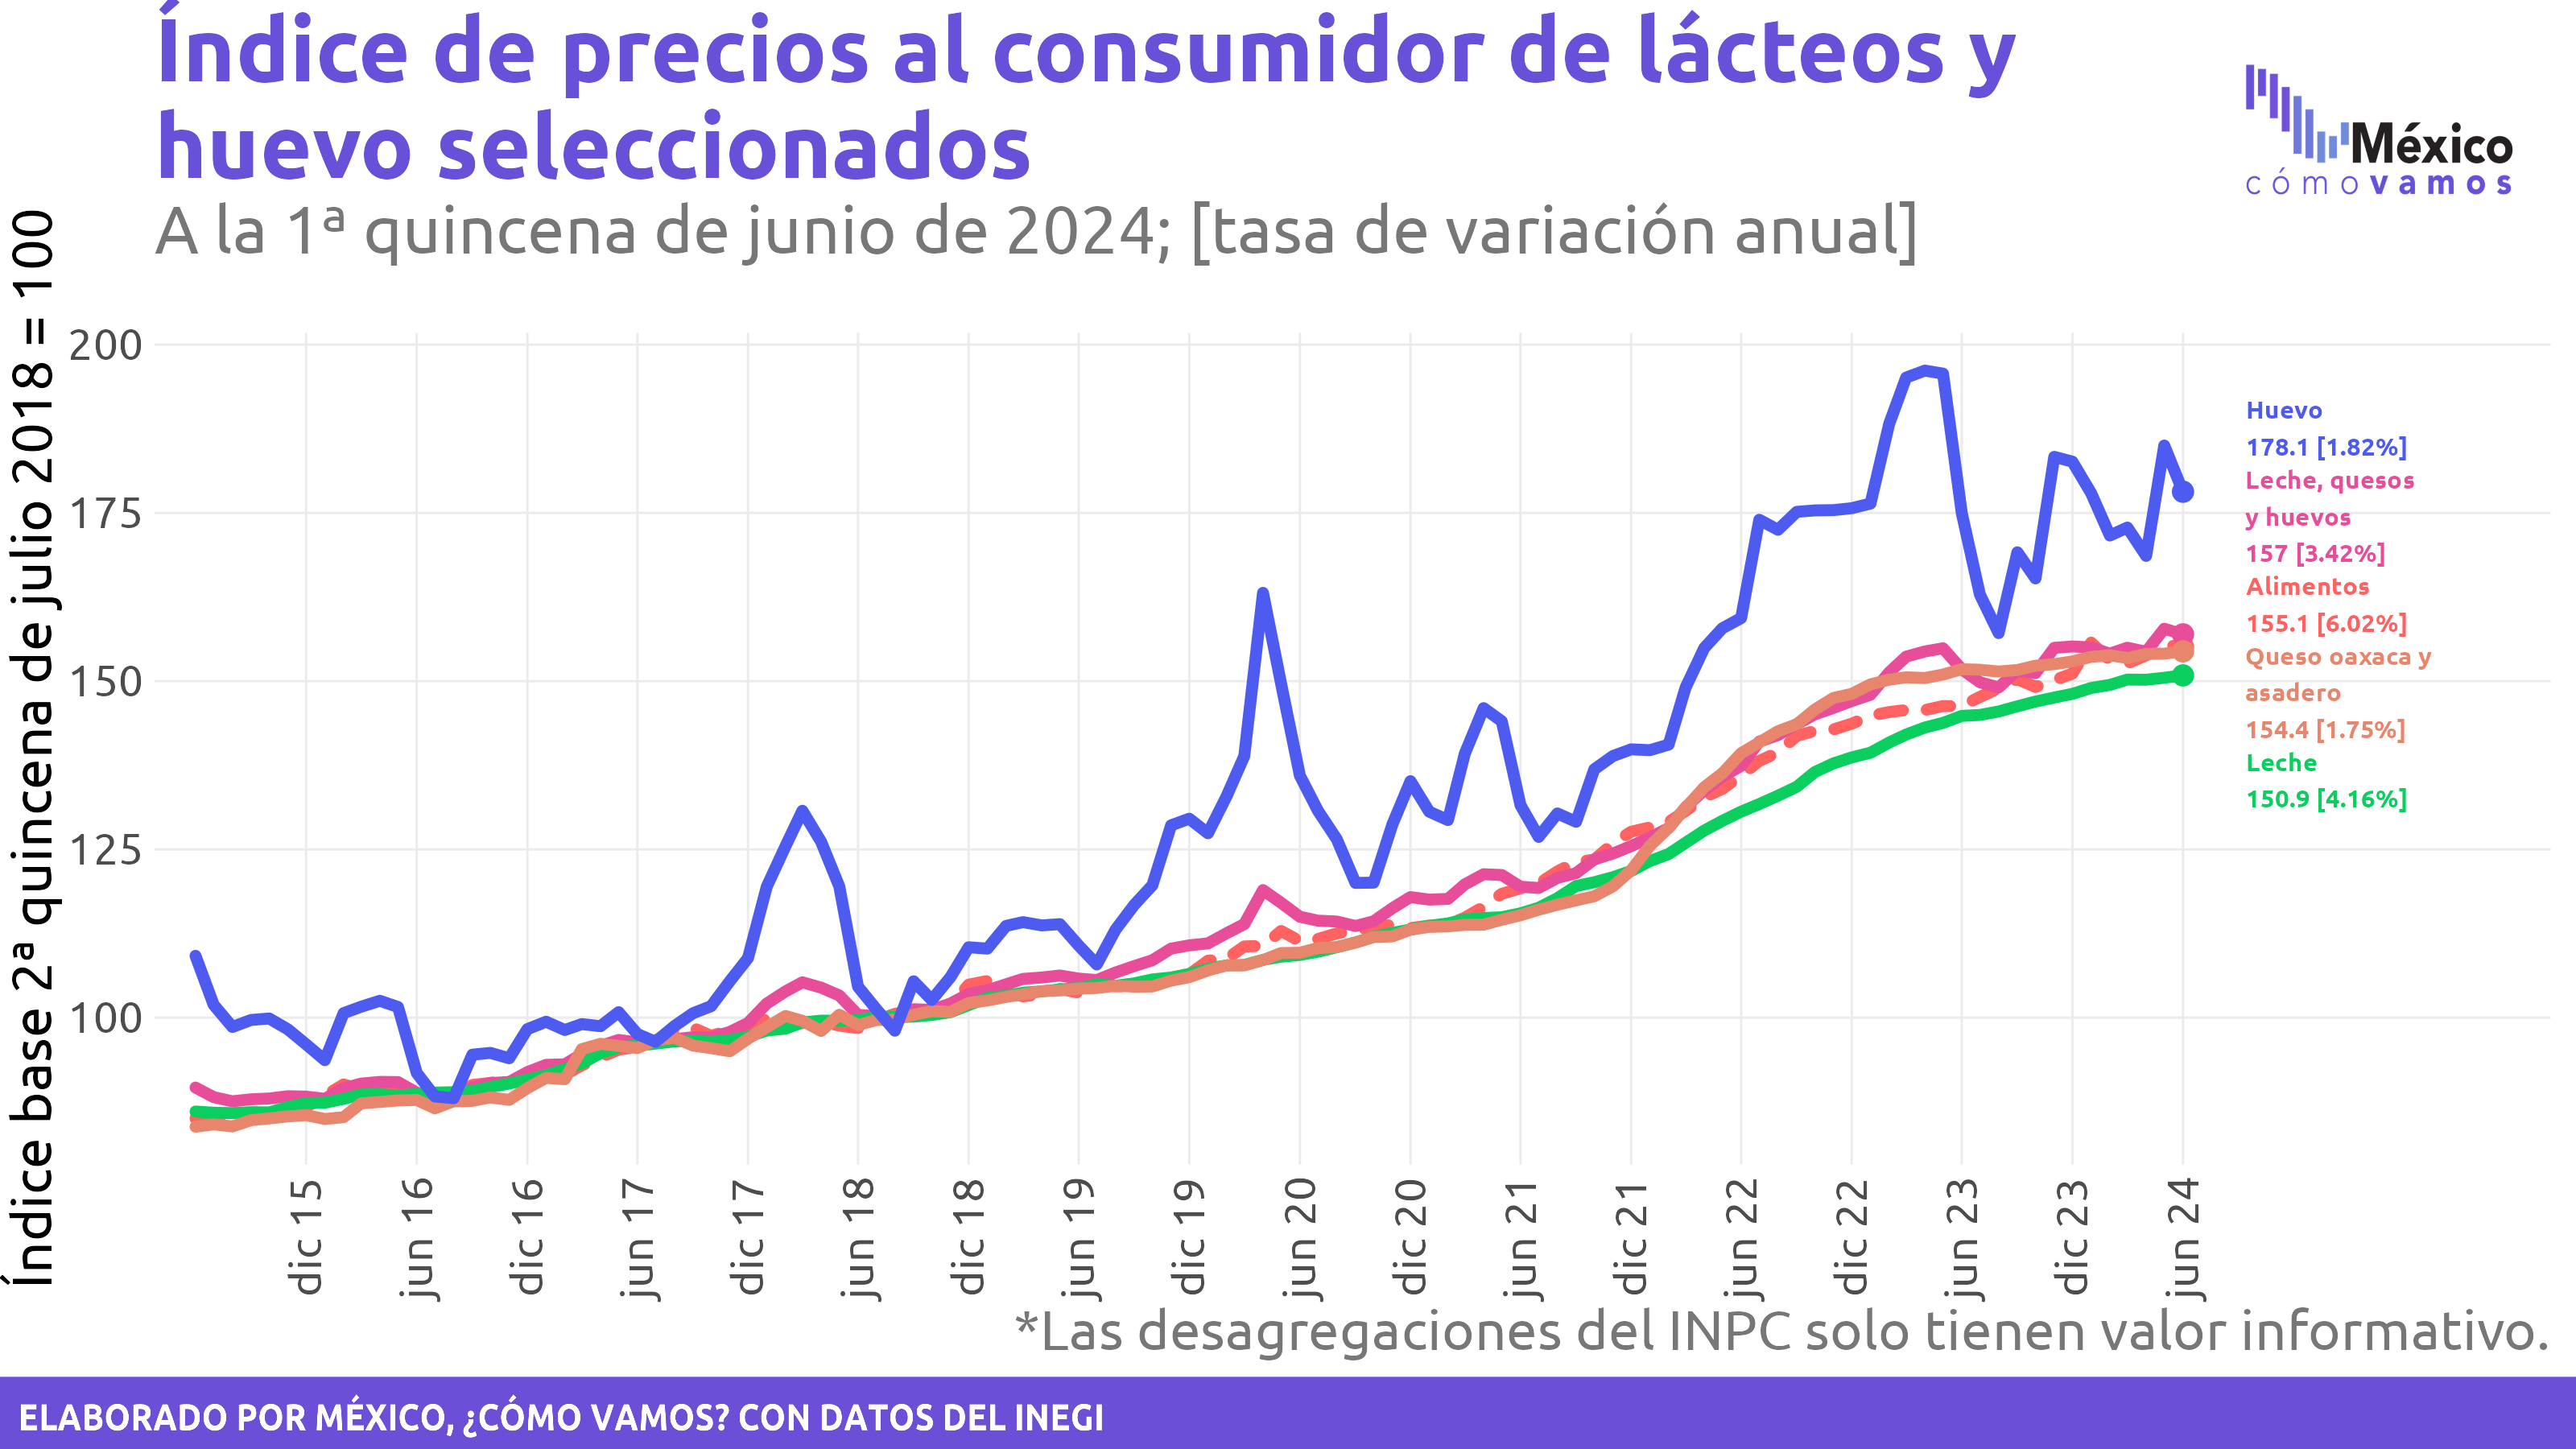 Índice de precios al consumidor de lácteos y
huevo seleccionados
A la 1ª quincena de junio de 2024; [tasa de variación anual]
México
cómo vamos
Índice base 2ª quincena de julio 2018 = 100
200
175
150
125
100
Huevo
178.1 [1.82%]
Leche, quesos
y huevos
157 [3.42%]
Alimentos
155.1 [6.02%]
Queso oaxaca y
asadero
154.4 [1.75%]
Leche
150.9 [4.16%]
dic 15
jun 16
dic 16
jun 17
dic 17
jun 18
dic 18
jun 19
dic 19
jun 20
dic 20
jun 21
dic 21
jun 22
dic 22
jun 23
dic 23
jun 24
*Las desagregaciones del INPC solo tienen valor informativo.
ELABORADO POR MÉXICO, ¿CÓMO VAMOS? CON DATOS DEL INEGI